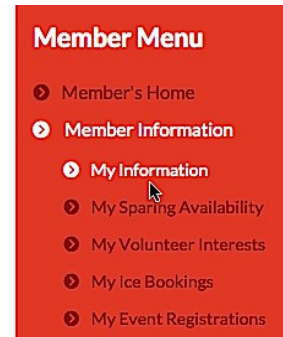 Member Menu
Member's Home
Member Information
My Information
My Sparing Availability
My Volunteer Interests
My Ice Bookings
My Event Registrations